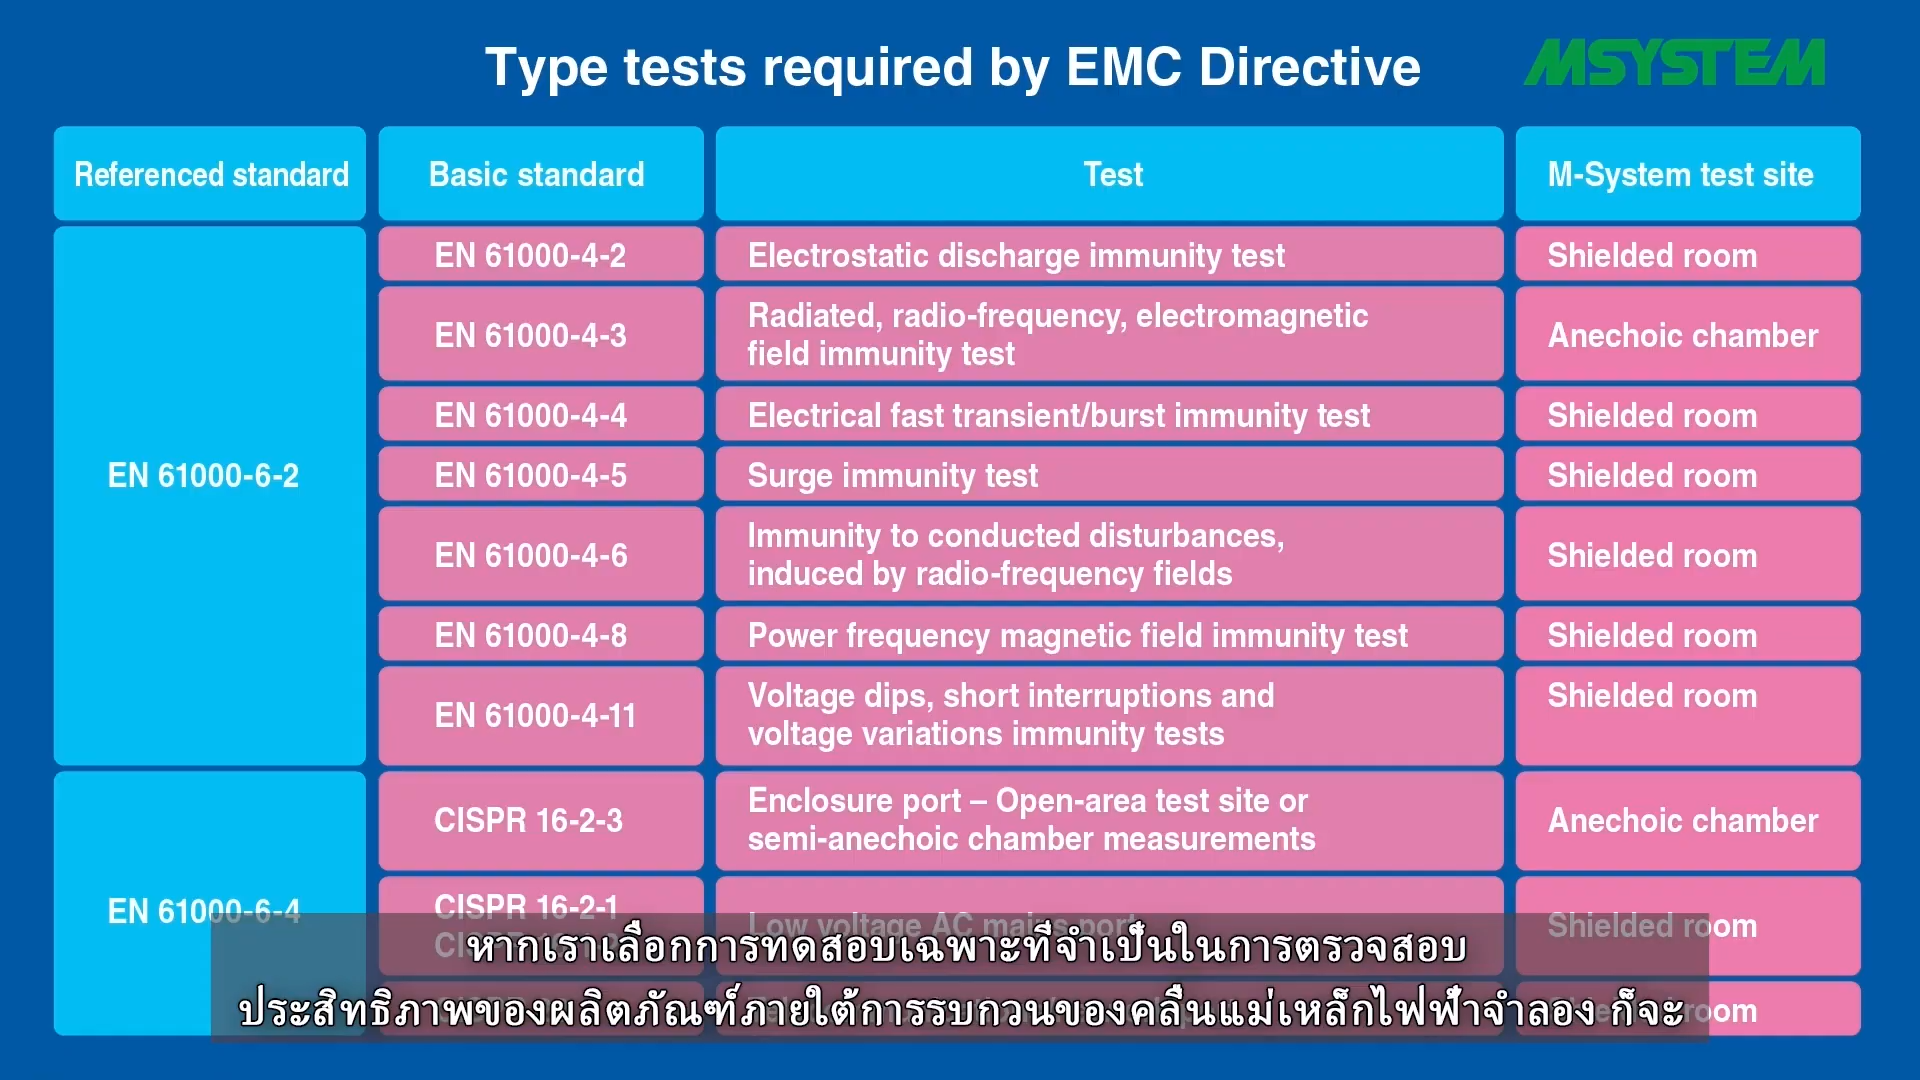 Type tests required by EMC Directive
MSYSTEM
Referenced standard
Basic standard
Test
M-System test site
EN 61000-6-2
EN 61000-4-2
Electrostatic discharge immunity test
Shielded room
EN 61000-4-3
Radiated, radio-frequency, electromagnetic
field immunity test
Anechoic chamber
EN 61000-4-4
Electrical fast transient/burst immunity test
Shielded room
EN 61000-4-5
Surge immunity test
Shielded room
EN 61000-4-6
Immunity to conducted disturbances,
induced by radio-frequency fields
Shielded room
EN 61000-4-8
Power frequency magnetic field immunity test
Shielded room
EN 61000-4-11
Voltage dips, short interruptions and
voltage variations immunity tests
Shielded room
EN 61000-6-4
CISPR 16-2-3
Enclosure port – Open-area test site or
semi-anechoic chamber measurements
Anechoic chamber
CISPR 16-2-1
Low voltage AC mains port
Shielded room
room
หากเราเลือกการทดสอบเฉพาะที่จำเป็นในการตรวจสอบ
ประสิทธิภาพของผลิตภัณฑ์ภายใต้การรบกวนของคลื่นแม่เหล็กไฟฟ้าจำลอง ก็จะ